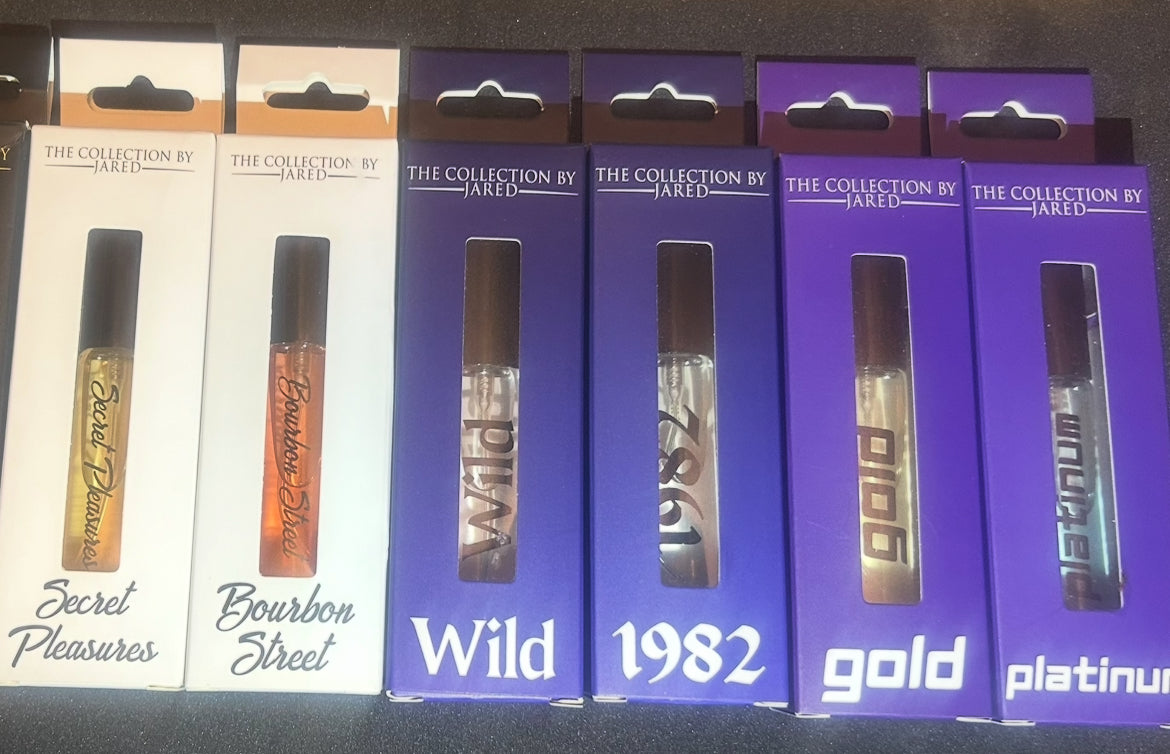 Y
THE COLLECTION BY
JARED
Secret Pleasures
Secret
Pleasures
THE COLLECTION BY
JARED
Bourbon Street
Bourbon
Street
THE COLLECTION BY
JARED
Wild
Wild
THE COLLECTION BY
JARED
1982
1982
THE COLLECTION BY
JARED
gold
gold
THE COLLECTION BY
JARED
platinum
platinum